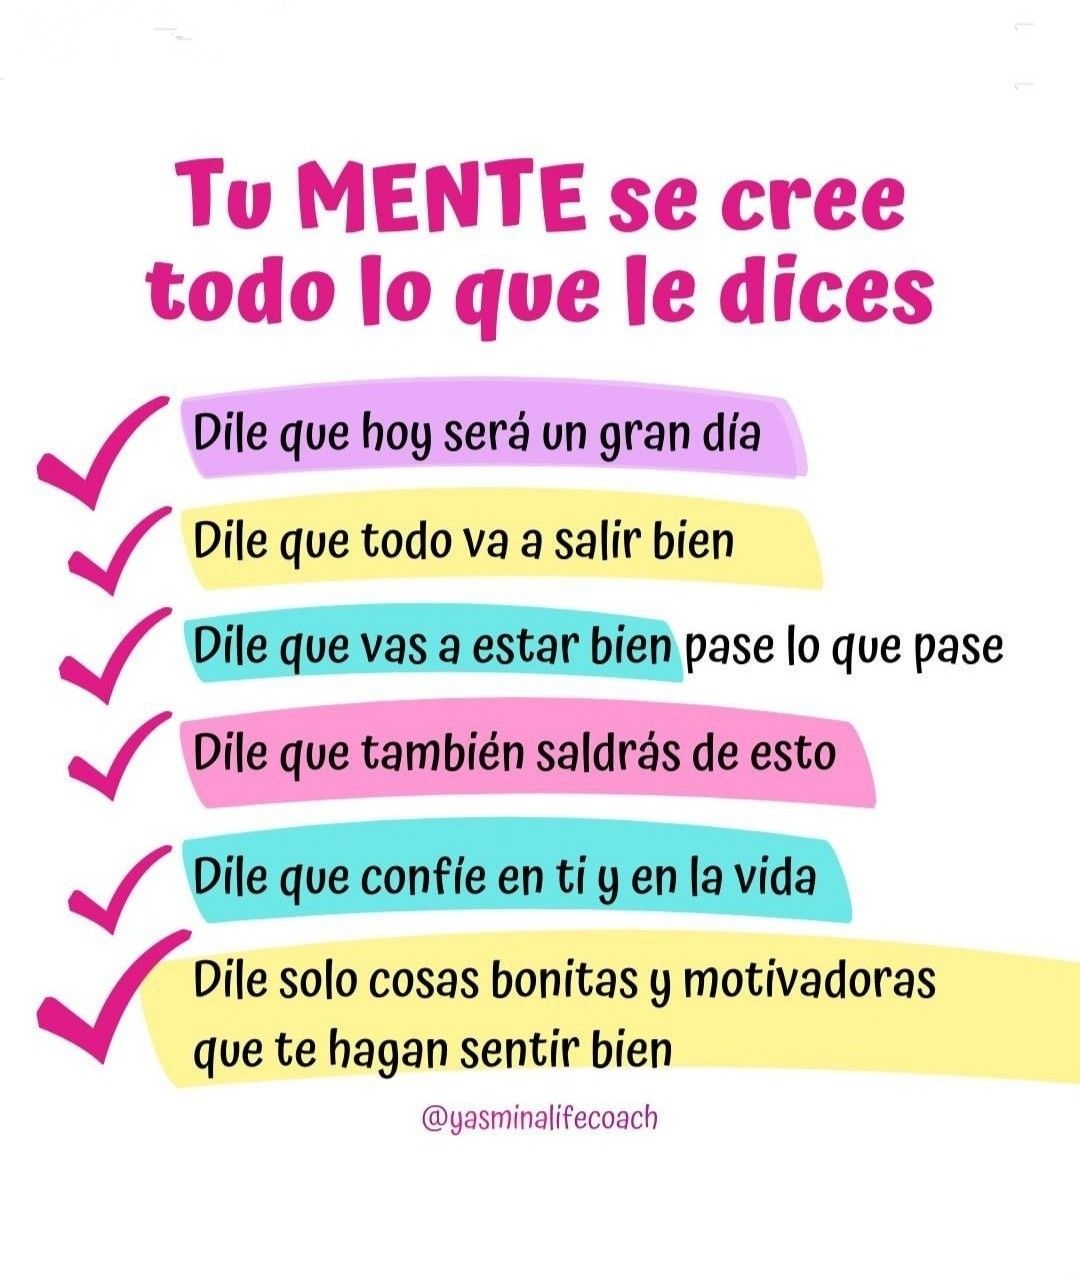 Tu MENTE se cree
todo lo que le dices
Dile que hoy será un gran día
Dile que todo va a salir bien
Dile que vas a estar bien pase lo que pase
Dile que también saldrás de esto
Dile que confíe en ti y en la vida
Dile solo cosas bonitas y motivadoras
que te hagan sentir bien
@yasminalifecoach